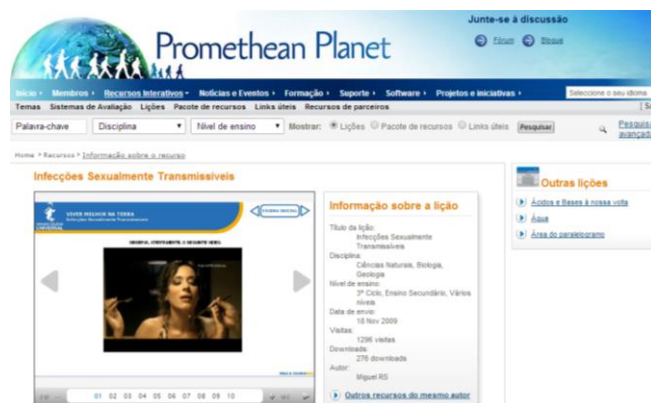 Junte-se à discussão
Promethean Planet
Fórum
Blogue
Início
Membros
Recursos Interativos
Notícias e Eventos
Formação
Suporte
Software
Projetos e iniciativas
Seleccione o seu idioma
Temas Sistemas de Avaliação Lições Pacote de recursos Links úteis Recursos de parceiros
Palavra-chave
Disciplina
Nível de ensino
Mostrar:
Lições
Pacote de recursos
Links úteis
Pesquisar
Pesquisa avançada
Home > Recursos > Informação sobre o recurso
Infecções Sexualmente Transmissíveis
VIVER MELHOR NA TERRA
Infecções Sexualmente Transmissíveis
OBSERVA, ATENTAMENTE, O SEGUINTE VÍDEO.
01 02 03 04 05 06 07 08 09 10
Informação sobre a lição
Título da lição:
Infecções Sexualmente
Transmissíveis
Disciplina:
Ciências Naturais, Biologia,
Geologia
Nível de ensino:
3º Ciclo, Ensino Secundário, Vários
níveis
Data de envio:
18 Nov 2009
Visitas:
1296 visitas
Downloads:
276 downloads
Autor:
Miguel RS
Outros recursos do mesmo autor
Outras lições
Ácidos e Bases à nossa volta
Água
Área do paralelogramo